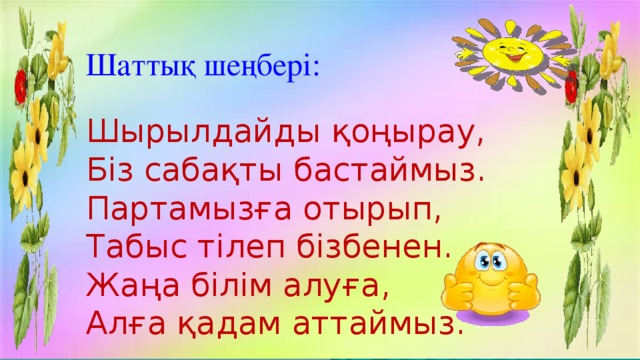 Шаттық шеңбері:
Шырылдайды қоңырау,
Біз сабақты бастаймыз.
Партамызға отырып,
Табыс тілеп бізбенен.
Жаңа білім алуға,
Алға қадам аттаймыз.